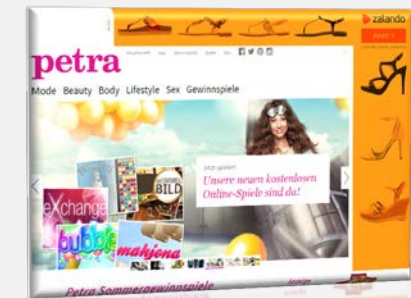 zalando
petra
Mode Beauty Body Lifestyle Sex Gewinnspiele
Unsere neuen kostenlosen
Online-Spiele sind da!
BILD
eXchange
bubble
mahjong
Petra Sommergewinnspiele
Anzeige